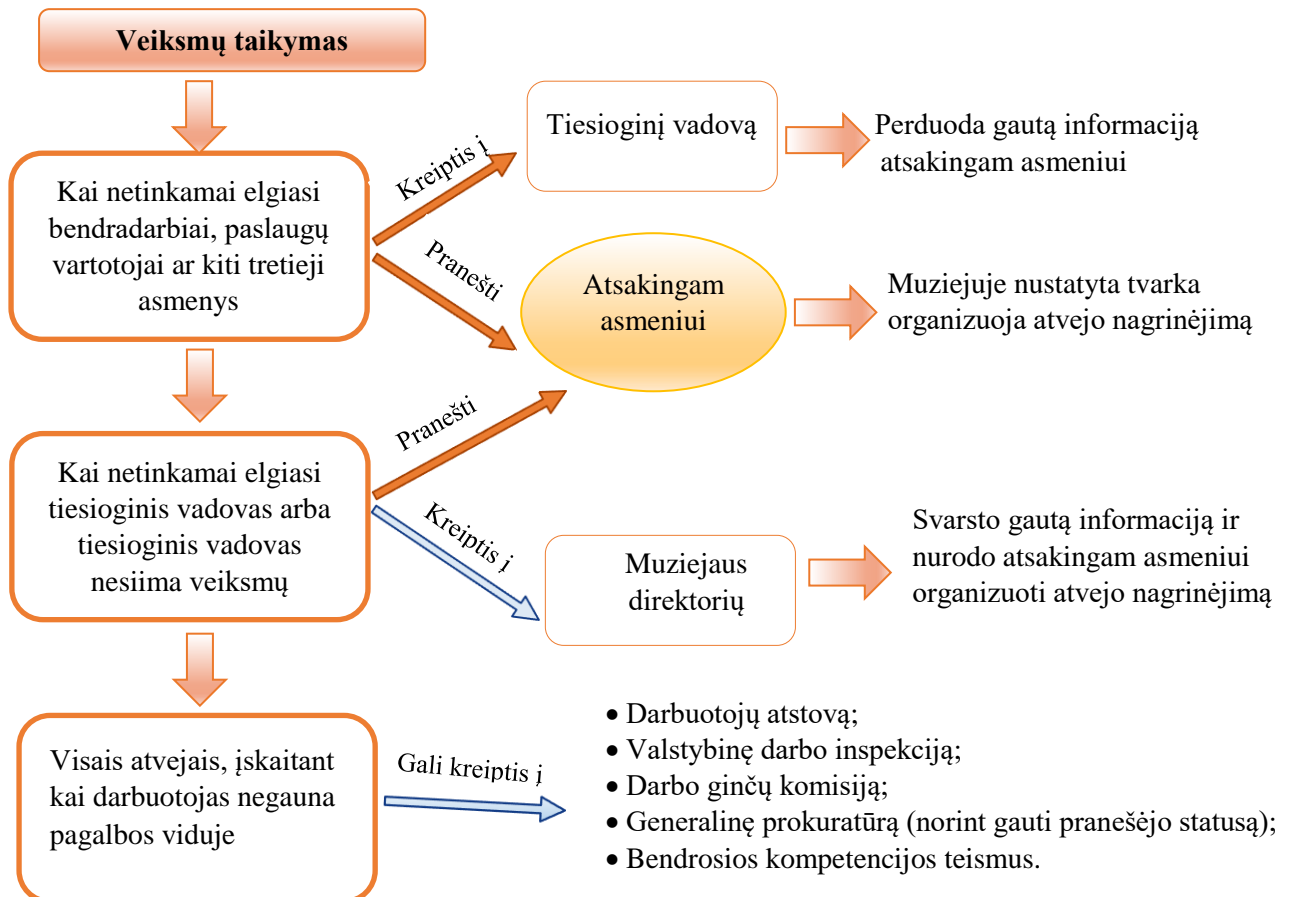 Veiksmų taikymas
Kai netinkamai elgiasi
bendradarbiai, paslaugų
vartotojai ar kiti tretieji
asmenys
Kreiptis į
Tiesioginį vadovą
Perduoda gautą informaciją
atsakingam asmeniui
Pranešti
Atsakingam
asmeniui
Muziejuje nustatyta tvarka
organizuoja atvejo nagrinėjimą
Kai netinkamai elgiasi
tiesioginis vadovas arba
tiesioginis vadovas
nesiima veiksmų
Pranešti
Kreiptis į
Muziejaus
direktorių
Svarsto gautą informaciją ir
nurodo atsakingam asmeniui
organizuoti atvejo nagrinėjimą
Visais atvejais, įskaitant
kai darbuotojas negauna
pagalbos viduje
Gali kreiptis į
• Darbuotojų atstovą;
• Valstybinę darbo inspekciją;
• Darbo ginčų komisiją;
• Generalinę prokuratūrą (norint gauti pranešėjo statusą);
• Bendrosios kompetencijos teismus.